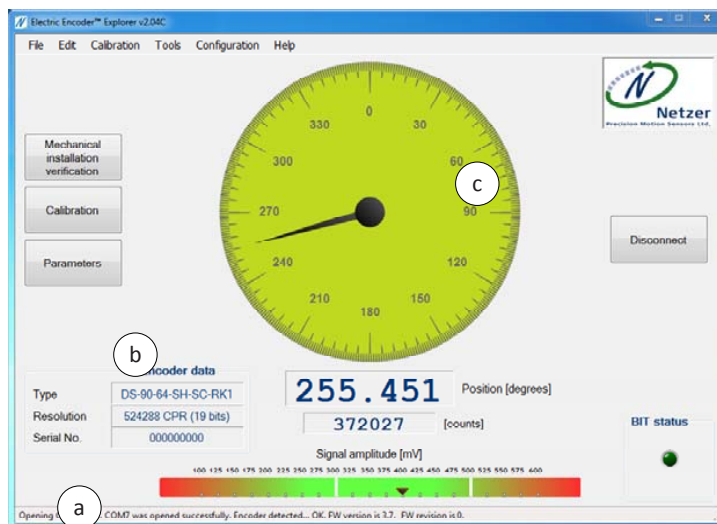 Electric Encoder™ Explorer v2.04C
File Edit Calibration Tools Configuration Help
Netzer
Precision Motion Sensors Ltd.
Mechanical
installation
verification
Calibration
Parameters
0
30
60
90
120
150
180
210
240
270
300
330
c
Disconnect
b
ncoder data
Type DS-90-64-SH-SC-RK1
Resolution 524288 CPR (19 bits)
Serial No. 000000000
255.451 Position [degrees]
372027 [counts]
BIT status
Signal amplitude [mV]
100 125 150 175 200 225 250 275 300 325 350 375 400 425 450 475 500 525 550 575 600
a
Opening COM7 was opened successfully. Encoder detected... OK. FW version is 3.7. FW revision is 0.